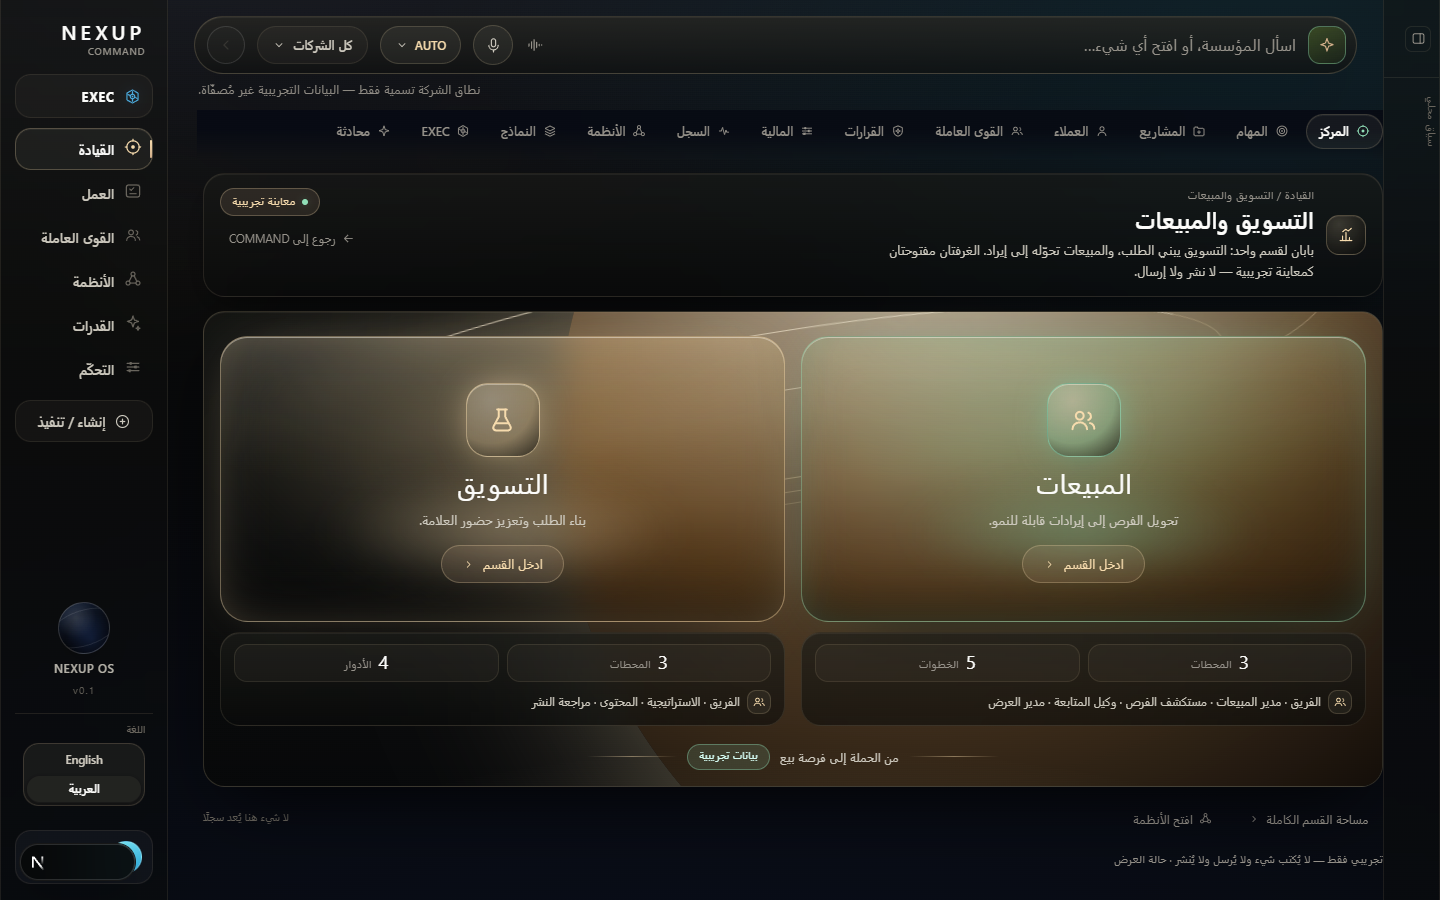 NEXUP
COMMAND
EXEC
القيادة
العمل
القوى العاملة
الأنظمة
القدرات
التحكّم
إنشاء / تنفيذ
NEXUP OS
v0.1
اللغة
English
العربية
N
اسأل المؤسسة، أو افتح أي شيء...
AUTO
كل الشركات
نطاق الشركة تسمية فقط — البيانات التجريبية غير مُصفّاة.
المركز
المهام
المشاريع
العملاء
القوى العاملة
القرارات
المالية
السجل
الأنظمة
النماذج
EXEC
محادثة
سياق محلي
القيادة / التسويق والمبيعات
التسويق والمبيعات
بابان لقسم واحد: التسويق يبني الطلب، والمبيعات تحوّله إلى إيراد. الغرفتان مفتوحتان
كمعاينة تجريبية — لا نشر ولا إرسال.
معاينة تجريبية
رجوع إلى COMMAND
المبيعات
تحويل الفرص إلى إيرادات قابلة للنمو.
ادخل القسم
التسويق
بناء الطلب وتعزيز حضور العلامة.
ادخل القسم
3 المحطات
5 الخطوات
الفريق · مدير المبيعات · مستكشف الفرص · وكيل المتابعة · مدير العرض
3 المحطات
4 الأدوار
الفريق · الاستراتيجية · المحتوى · مراجعة النشر
من الحملة إلى فرصة بيع
بيانات تجريبية
مساحة القسم الكاملة
افتح الأنظمة
لا شيء هنا يُعد سجلًا
تجريبي فقط — لا يُكتب شيء ولا يُرسل ولا يُنشر · حالة العرض